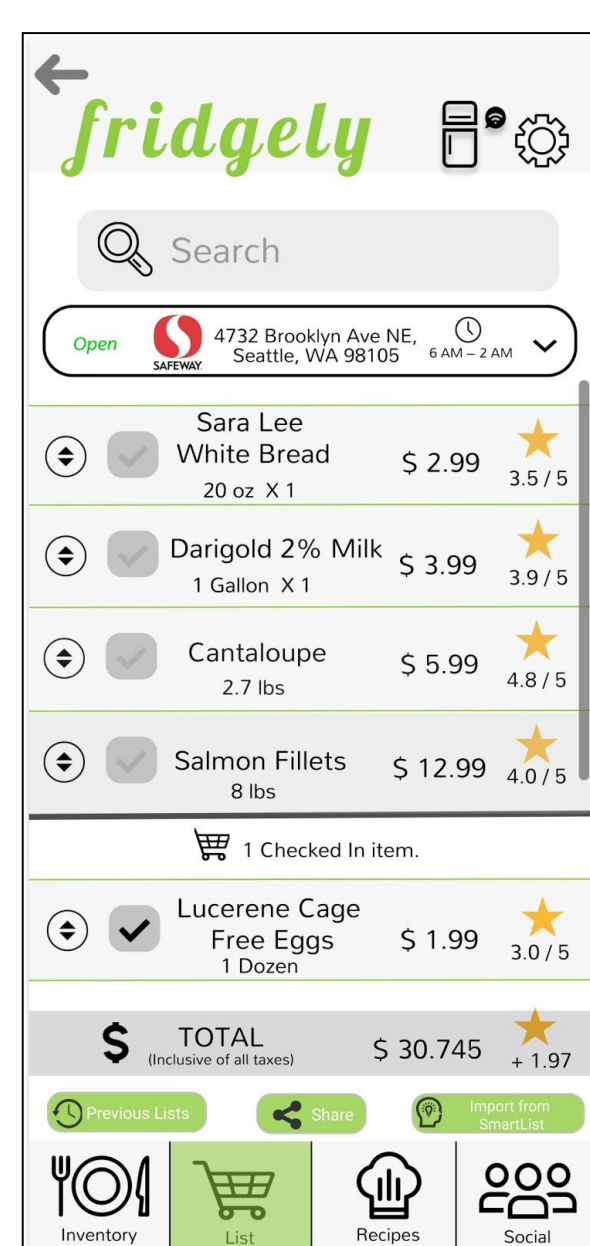 fridgely
Search
Open
SAFEWAY.
4732 Brooklyn Ave NE,
Seattle, WA 98105
6 AM – 2 AM
Sara Lee
White Bread
20 oz X 1
$ 2.99
3.5 / 5
Darigold 2% Milk
1 Gallon X 1
$ 3.99
3.9 / 5
Cantaloupe
2.7 lbs
$ 5.99
4.8 / 5
Salmon Fillets
8 lbs
$ 12.99
4.0 / 5
1 Checked In item.
Lucerene Cage
Free Eggs
1 Dozen
$ 1.99
3.0 / 5
$
TOTAL
(Inclusive of all taxes)
$ 30.745
+ 1.97
Previous Lists
Share
Import from
SmartList
Inventory
List
Recipes
Social